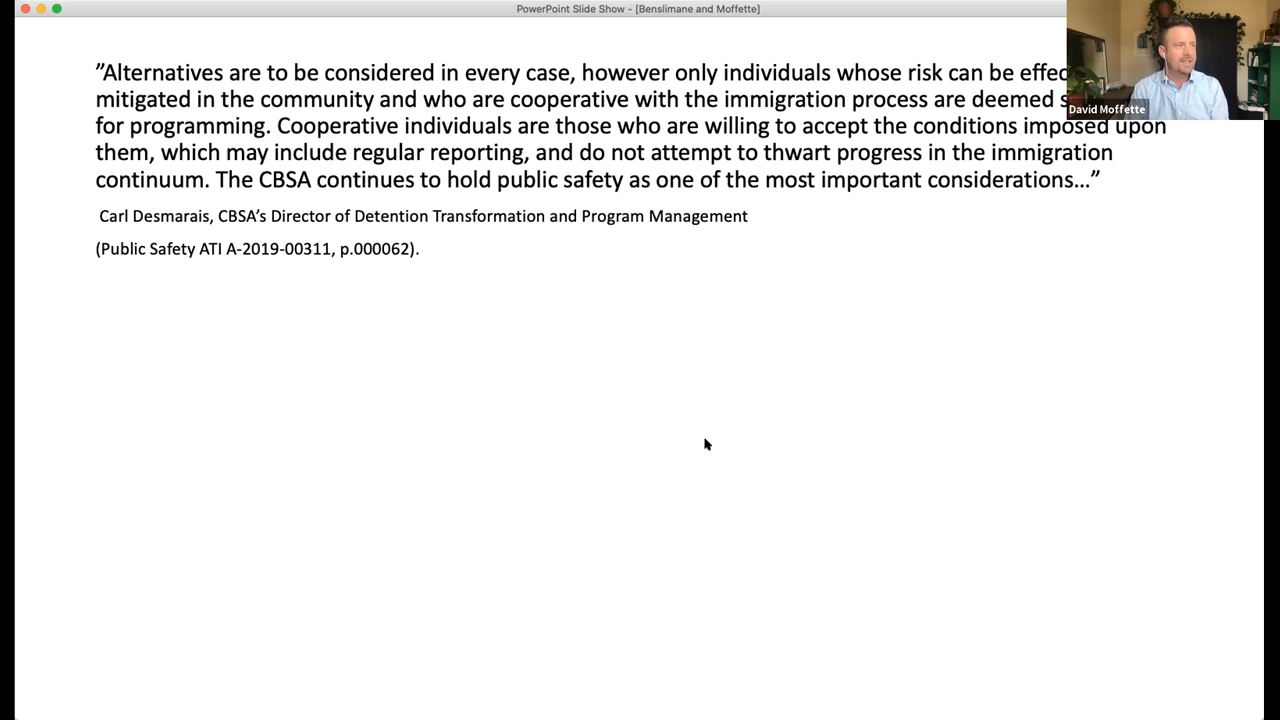 PowerPoint Slide Show - [Benslimane and Moffette]
”Alternatives are to be considered in every case, however only individuals whose risk can be
mitigated in the community and who are cooperative with the immigration process are deemed
for programming. Cooperative individuals are those who are willing to accept the conditions imposed upon
them, which may include regular reporting, and do not attempt to thwart progress in the immigration
continuum. The CBSA continues to hold public safety as one of the most important considerations…”
Carl Desmarais, CBSA’s Director of Detention Transformation and Program Management
(Public Safety ATI A-2019-00311, p.000062).
David Moffette